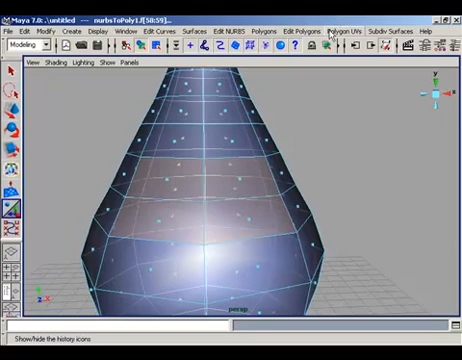 Maya 7.0: .\untitled --- nurbsToPoly1.f[58:59]...
File Edit Modify Create Display Window Edit Curves Surfaces Edit NURBS Polygons Edit Polygons Polygon UVs Subdiv Surfaces Help
Modeling
View Shading Lighting Show Panels
y
x
z
x
persp
Show/hide the history icons